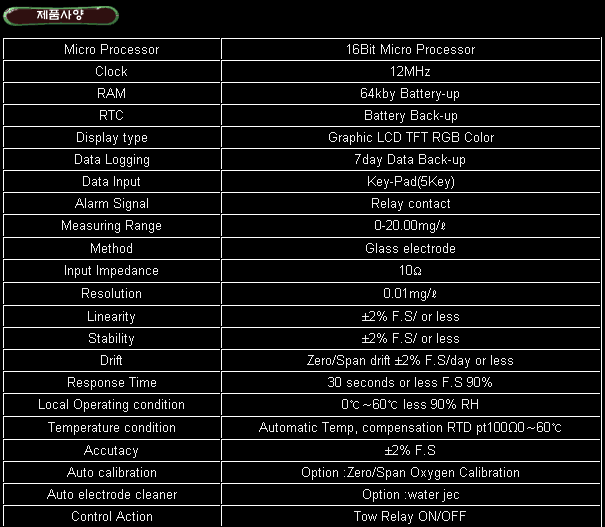 제품사양
Micro Processor 16Bit Micro Processor
Clock 12MHz
RAM 64kby Battery-up
RTC Battery Back-up
Display type Graphic LCD TFT RGB Color
Data Logging 7day Data Back-up
Data Input Key-Pad(5Key)
Alarm Signal Relay contact
Measuring Range 0-20.00mg/ℓ
Method Glass electrode
Input Impedance 10Ω
Resolution 0.01mg/ℓ
Linearity ±2% F.S/ or less
Stability ±2% F.S/ or less
Drift Zero/Span drift ±2% F.S/day or less
Response Time 30 seconds or less F.S 90%
Local Operating condition 0℃~60℃ less 90% RH
Temperature condition Automatic Temp, compensation RTD pt100Ω0~60℃
Accutacy ±2% F.S
Auto calibration Option :Zero/Span Oxygen Calibration
Auto electrode cleaner Option :water jec
Control Action Tow Relay ON/OFF